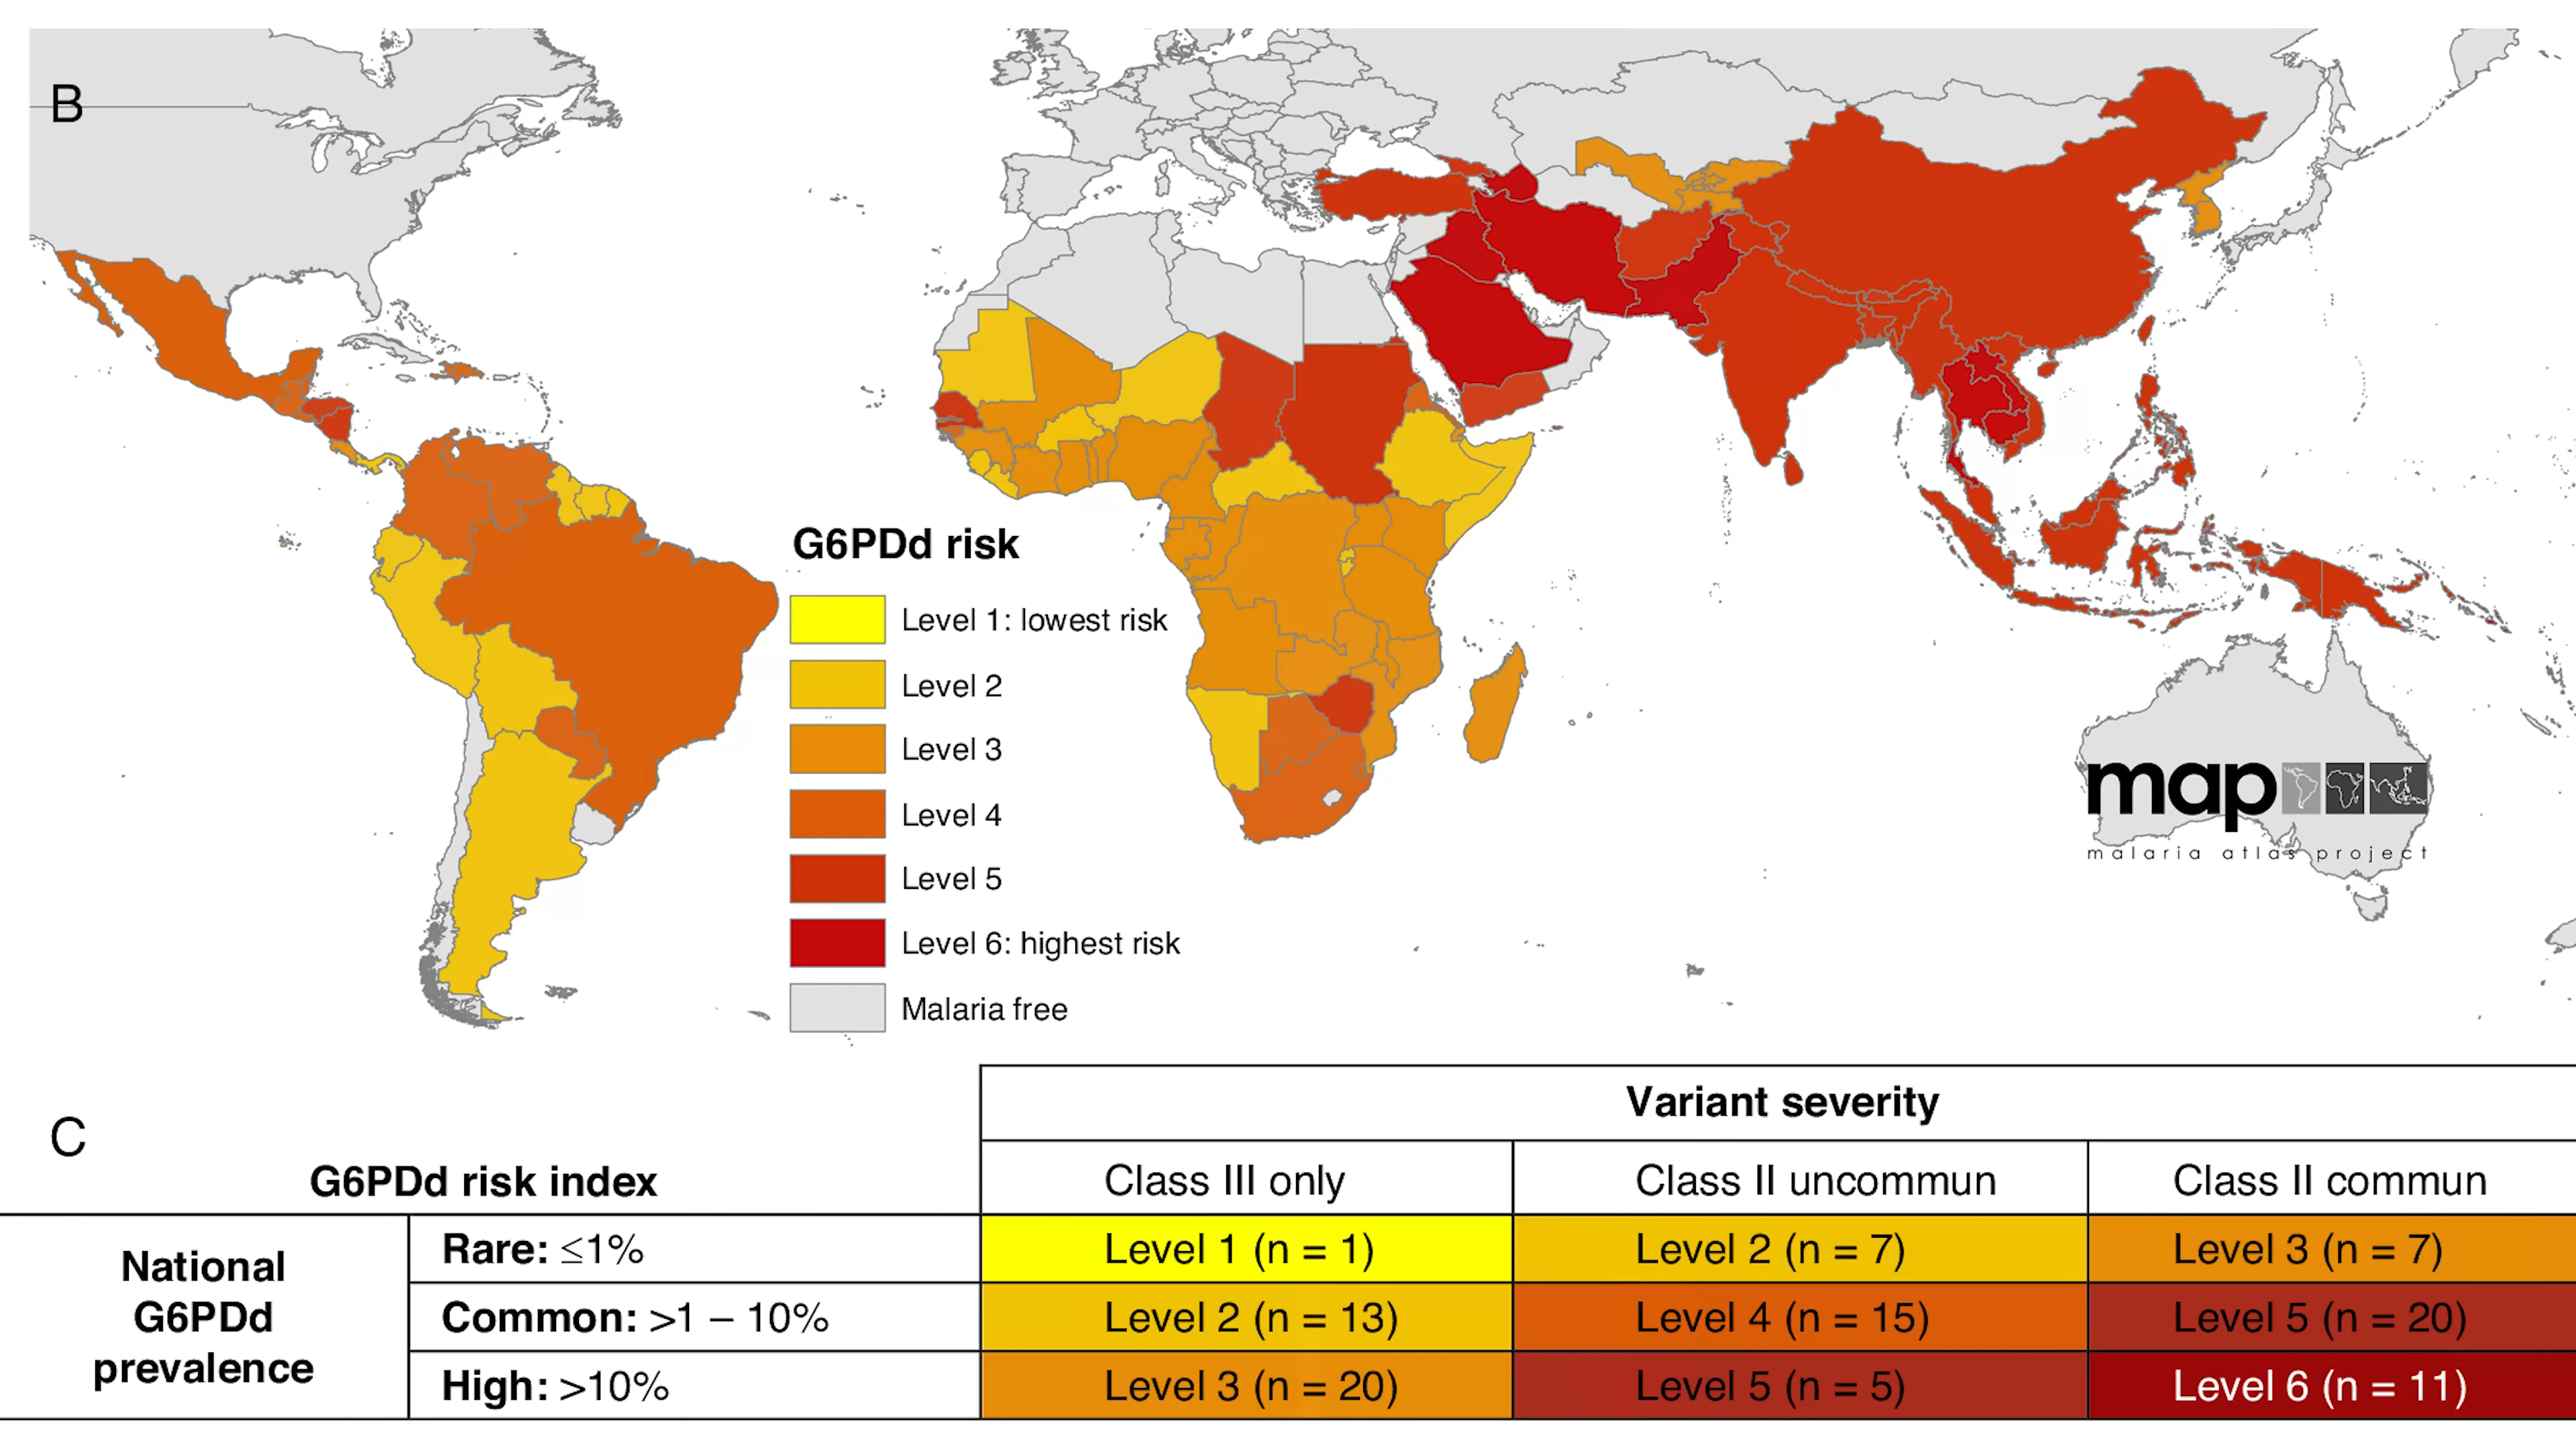 B
G6PDd risk
Level 1: lowest risk
Level 2
Level 3
Level 4
Level 5
Level 6: highest risk
Malaria free
map
malaria atlas project
C
Variant severity
G6PDd risk index
Class III only
Class II uncommun
Class II commun
National
G6PDd
prevalence
Rare: ≤1%
Level 1 (n = 1)
Level 2 (n = 7)
Level 3 (n = 7)
Common: >1 – 10%
Level 2 (n = 13)
Level 4 (n = 15)
Level 5 (n = 20)
High: >10%
Level 3 (n = 20)
Level 5 (n = 5)
Level 6 (n = 11)